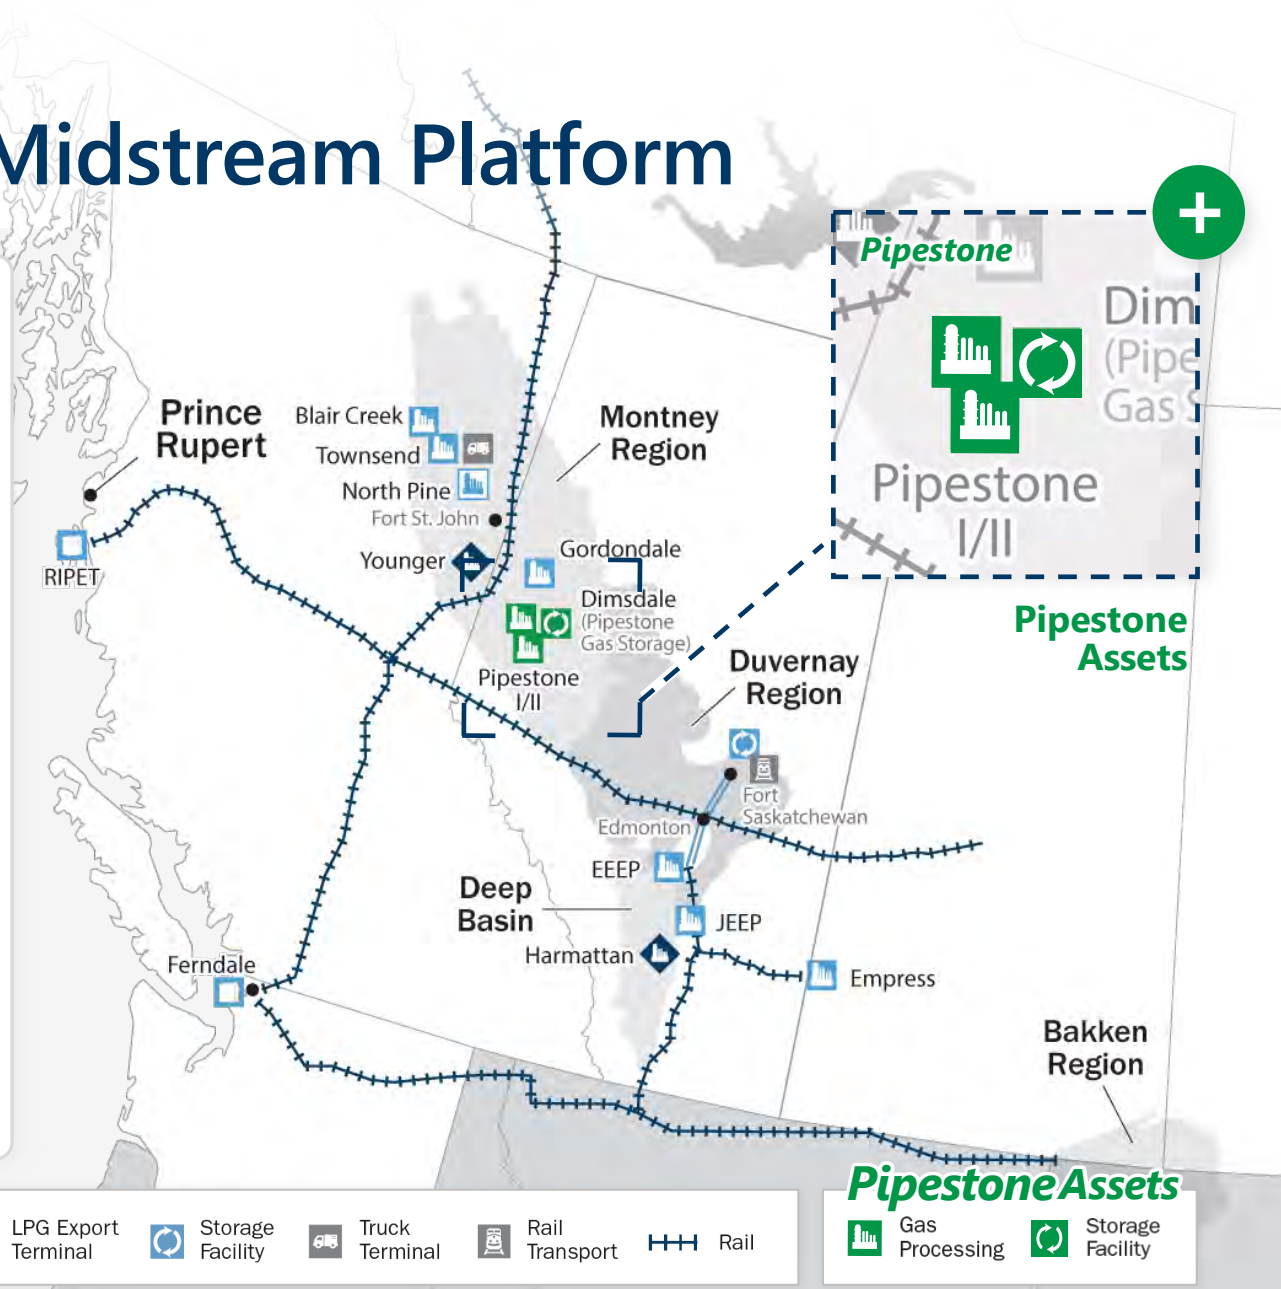 Midstream Platform
+
Pipestone
Dim
(Pipe
Gas S
Pipestone
I/II
Pipestone
Assets
Prince
Rupert
Blair Creek
Townsend
North Pine
Fort St. John
Younger
Montney
Region
Gordondale
Dimsdale
(Pipestone
Gas Storage)
Pipestone
I/II
RIPET
Duvernay
Region
Fort
Saskatchewan
Edmonton
EEEP
Deep
Basin
JEEP
Harmattan
Empress
Ferndale
Bakken
Region
LPG Export
Terminal
Storage
Facility
Truck
Terminal
Rail
Transport
Rail
Pipestone Assets
Gas
Processing
Storage
Facility